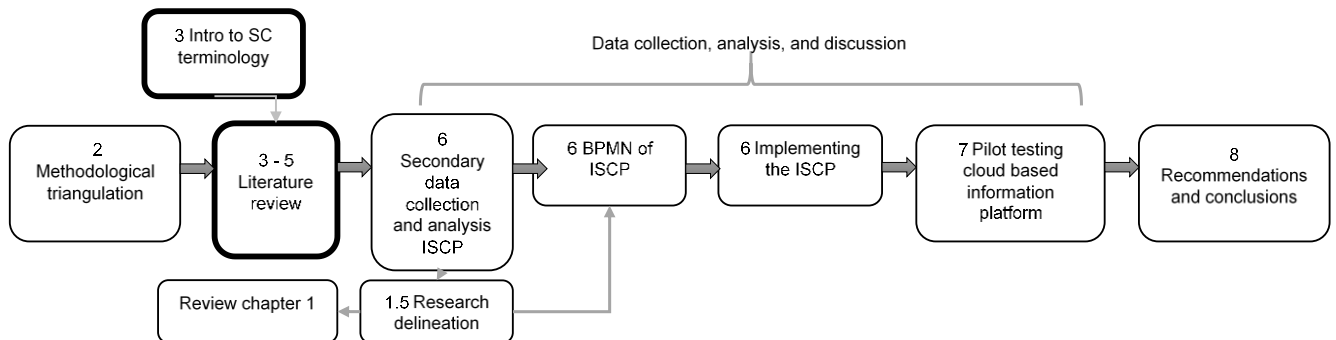 3 Intro to SC
terminology
Data collection, analysis, and discussion
2
Methodological
triangulation
3 - 5
Literature
review
6
Secondary
data
collection
and analysis
ISCP
6 BPMN of
ISCP
6 Implementing
the ISCP
7 Pilot testing
cloud based
information
platform
8
Recommendations
and conclusions
Review chapter 1
1.5 Research
delineation